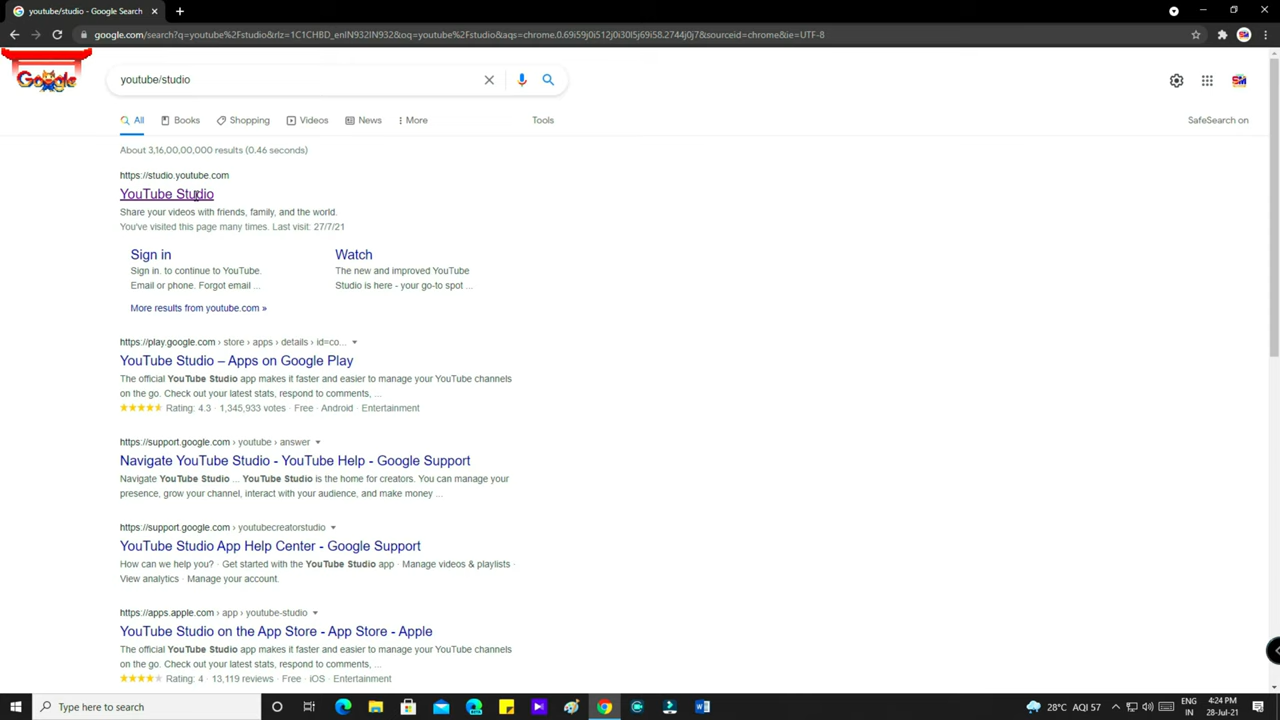 youtube/studio - Google Search
google.com/search?q=youtube%2Fstudio&rlz=1C1CHBD_enIN932IN932&oq=youtube%2Fstudio&aqs=chrome.0.69i59j0i512j0i30l5j69i58.2744j0j7&sourceid=chrome&ie=UTF-8
Google
youtube/studio
All Books Shopping Videos News More Tools SafeSearch on
About 3,16,00,00,000 results (0.46 seconds)
https://studio.youtube.com
YouTube Studio
Share your videos with friends, family, and the world.
You've visited this page many times. Last visit: 27/7/21
Sign in
Sign in. to continue to YouTube.
Email or phone. Forgot email ...
Watch
The new and improved YouTube
Studio is here - your go-to spot ...
More results from youtube.com »
https://play.google.com › store › apps › details › id=co...
YouTube Studio – Apps on Google Play
The official YouTube Studio app makes it faster and easier to manage your YouTube channels
on the go. Check out your latest stats, respond to comments, ...
Rating: 4.3 · 1,345,933 votes · Free · Android · Entertainment
https://support.google.com › youtube › answer
Navigate YouTube Studio - YouTube Help - Google Support
Navigate YouTube Studio ... YouTube Studio is the home for creators. You can manage your
presence, grow your channel, interact with your audience, and make money ...
https://support.google.com › youtubecreatorstudio
YouTube Studio App Help Center - Google Support
How can we help you? · Get started with the YouTube Studio app · Manage videos & playlists ·
View analytics · Manage your account.
https://apps.apple.com › app › youtube-studio
YouTube Studio on the App Store - App Store - Apple
The official YouTube Studio app makes it faster and easier to manage your YouTube channels
on the go. Check out your latest stats, respond to comments, ...
Rating: 4 · 13,119 reviews · Free · iOS · Entertainment
Type here to search
28°C AQI 57
ENG
IN
4:24 PM
28-Jul-21